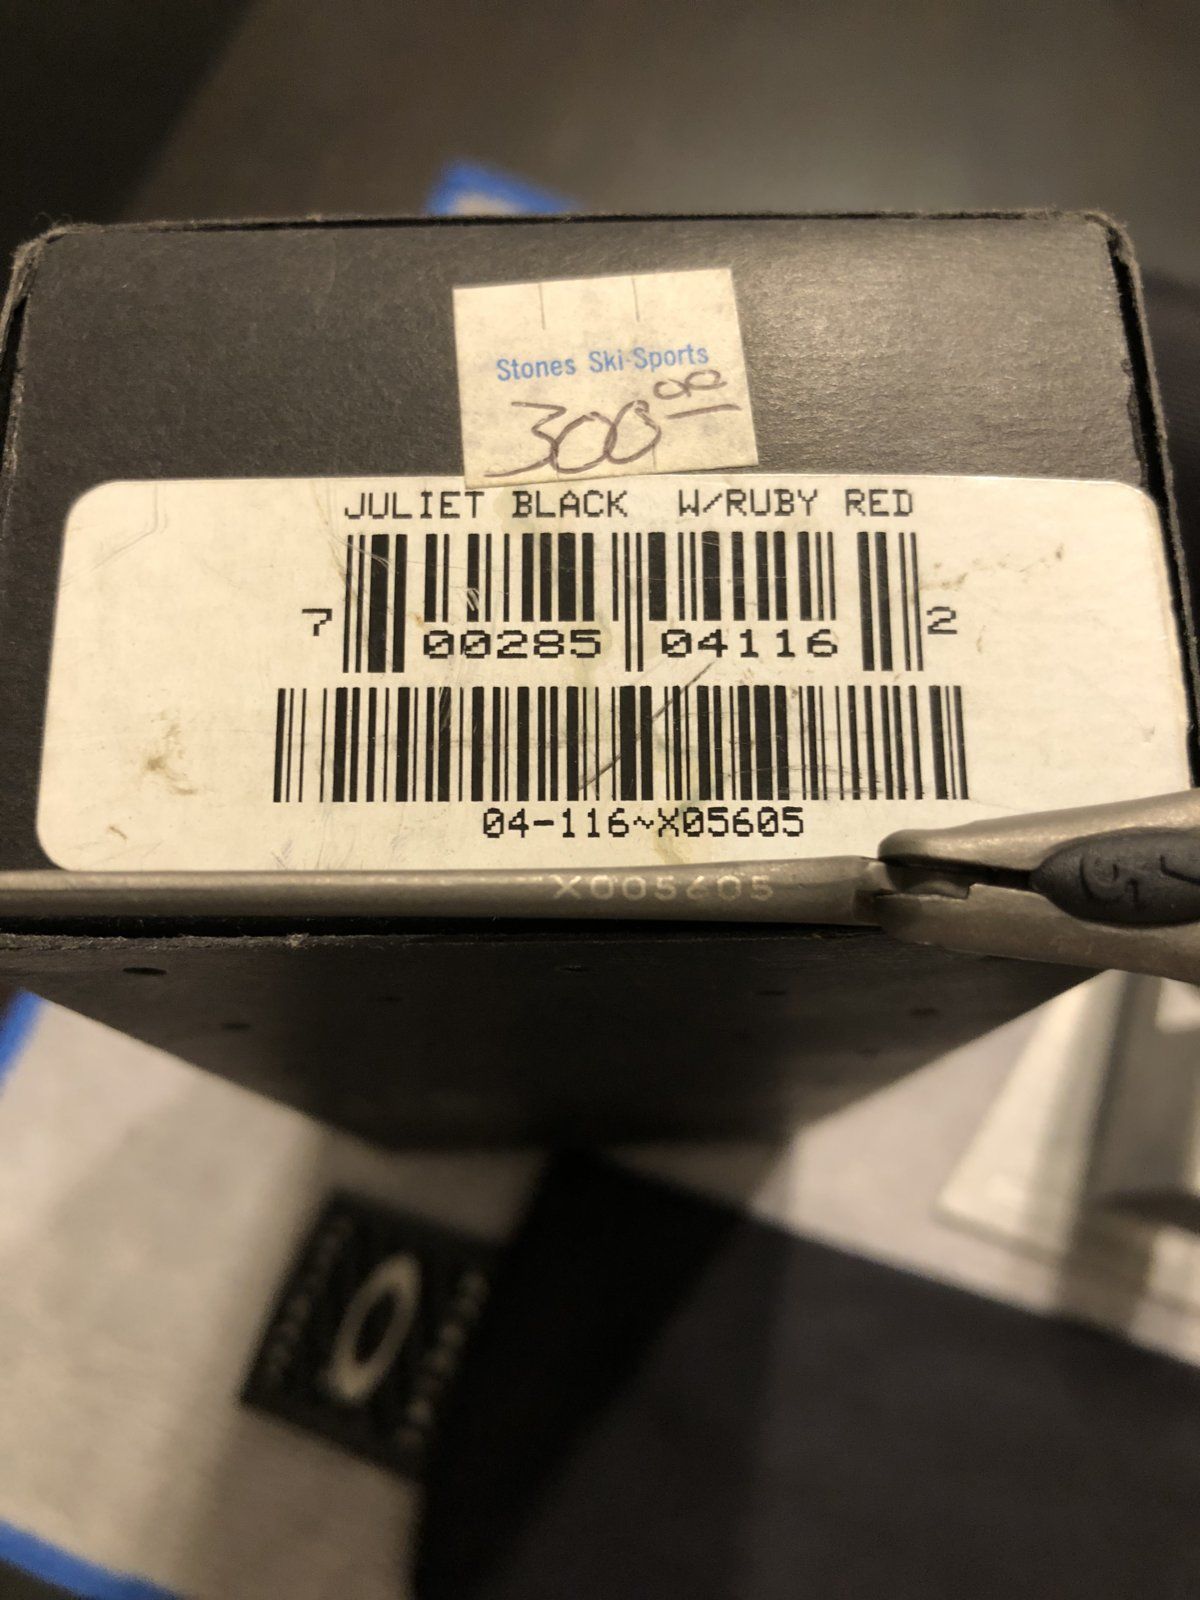 Stones Ski-Sports
300.00
JULIET BLACK W/RUBY RED
7 00285 04116 2
04-116~X05605
X005605